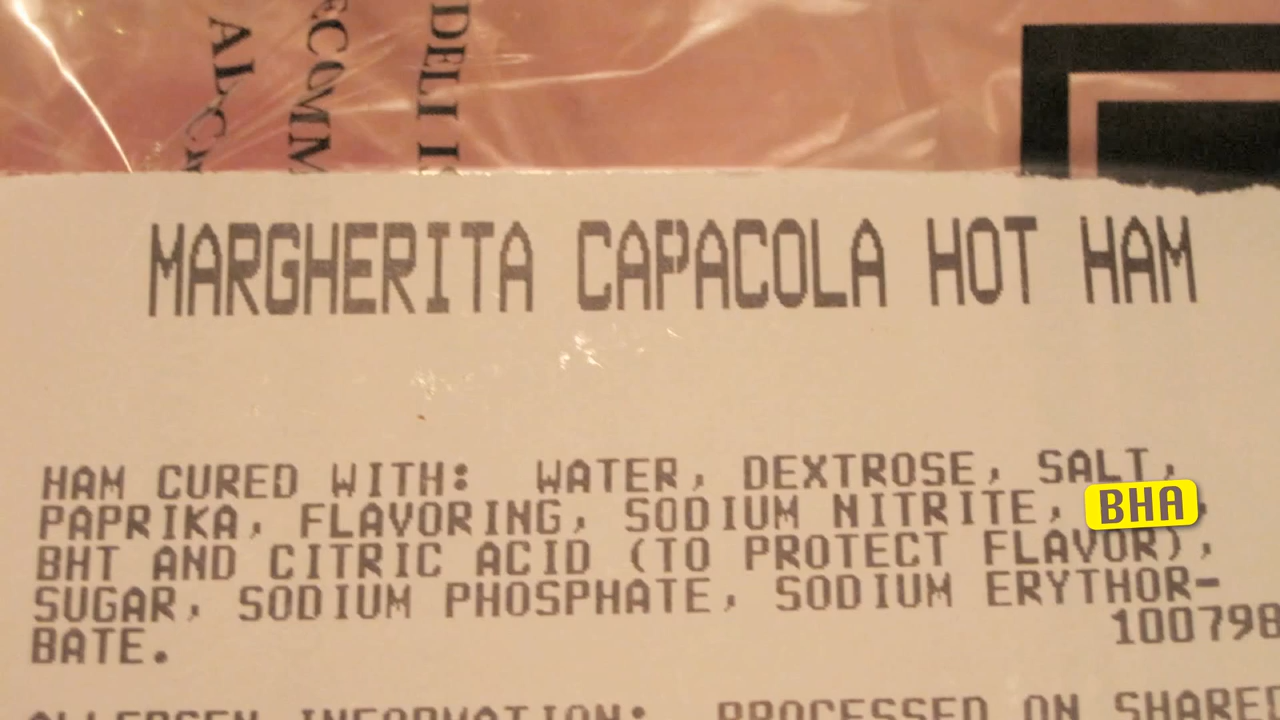 DELI
MARGHERITA CAPACOLA HOT HAM
HAM CURED WITH: WATER, DEXTROSE, SALT,
PAPRIKA, FLAVORING, SODIUM NITRITE, BHA,
BHT AND CITRIC ACID (TO PROTECT FLAVOR),
SUGAR, SODIUM PHOSPHATE, SODIUM ERYTHOR-
BATE.
100798
ALLERGEN INFORMATION: PROCESSED ON SHARED